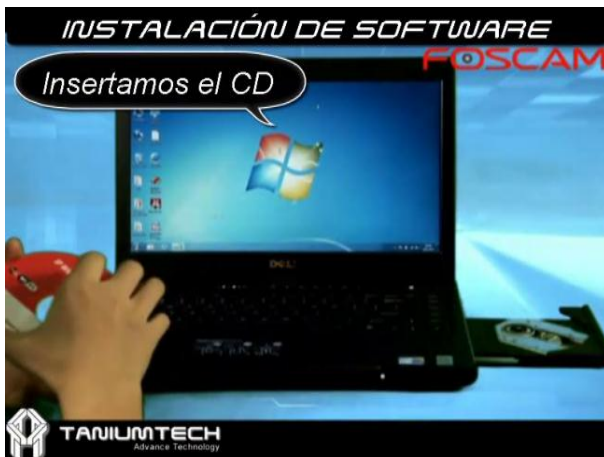 INSTALACIÓN DE SOFTWARE
FOSCAM
Insertamos el CD
DELL
TANIUMTECH
Advance Technology